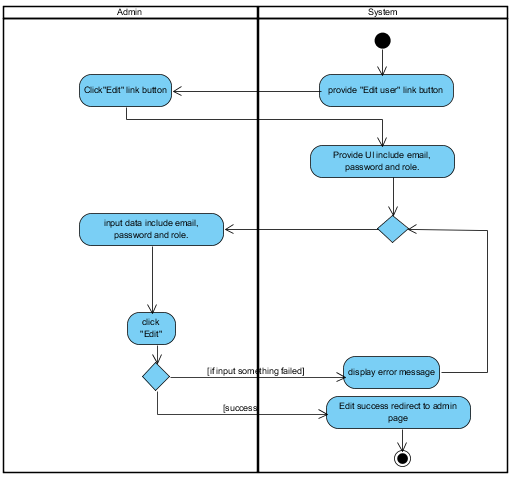 Admin
System
Click"Edit" link button
provide "Edit user" link button
Provide UI include email,
password and role.
input data include email,
password and role.
click
"Edit"
[if input something failed]
display error message
[success
Edit success redirect to admin
page